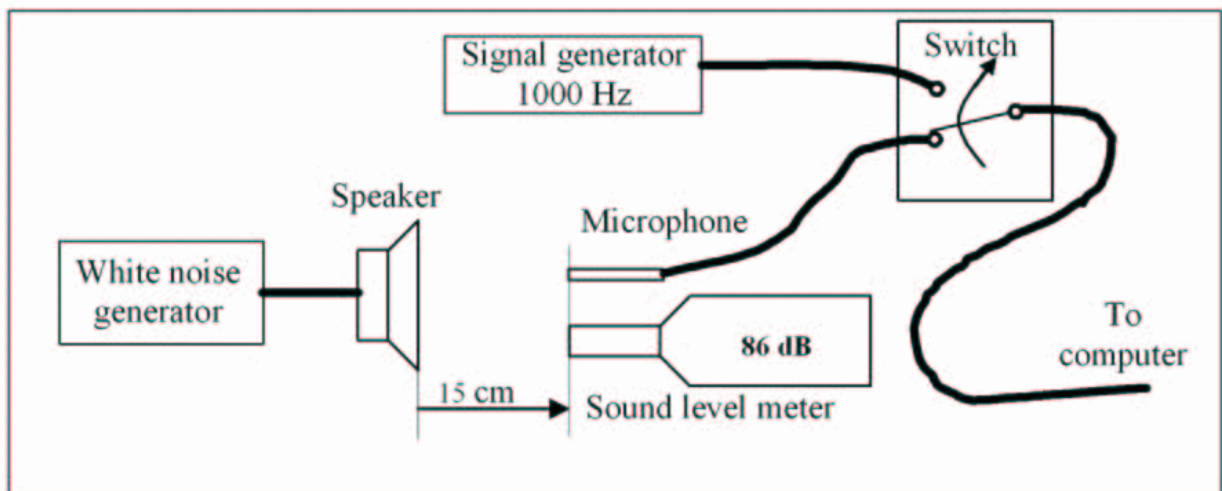 Signal generator
1000 Hz
Switch
Speaker
Microphone
White noise
generator
86 dB
To
computer
15 cm
Sound level meter